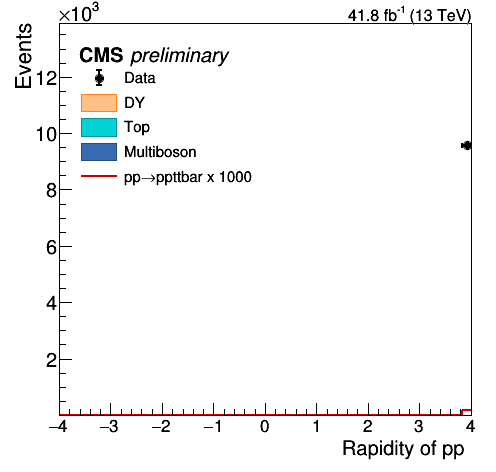 ×10³
41.8 fb⁻¹ (13 TeV)
Events
CMS preliminary
Data
DY
Top
Multiboson
pp→ppttbar x 1000
12
10
8
6
4
2
−4 −3 −2 −1 0 1 2 3 4
Rapidity of pp